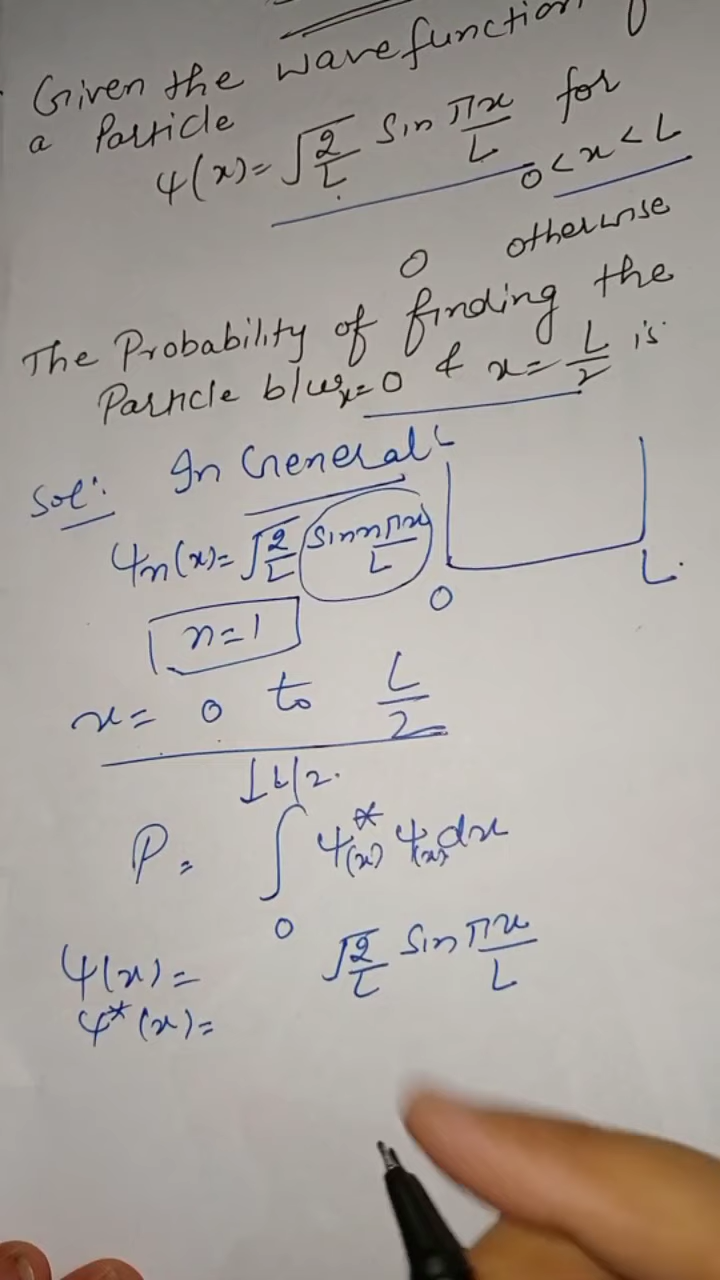 Given the wavefunction of
a Particle
ψ(x)= √2/L Sin πx/L for
0<x<L
0 otherwise
The Probability of finding the
Particle b/w x=0 & x= L/2 is
Sol: In General
ψn(x)= √2/L Sin nπx/L
0 L
n=1
x= 0 to L/2
P= ∫₀^L/2 ψ*(x) ψ(x) dx
ψ(x)= √2/L Sin πx/L
ψ*(x)=